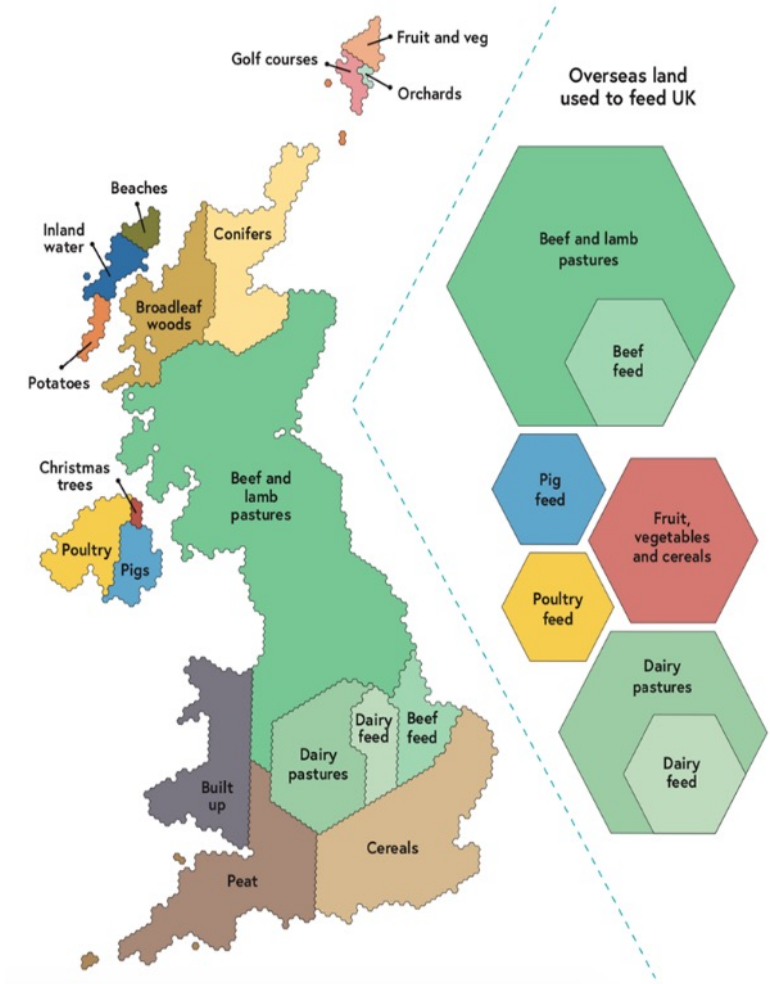 Fruit and veg
Golf courses
Orchards
Overseas land
used to feed UK
Beaches
Inland
water
Conifers
Broadleaf
woods
Potatoes
Beef and lamb
pastures
Beef
feed
Christmas
trees
Beef and
lamb
pastures
Poultry
Pigs
Pig
feed
Fruit,
vegetables
and cereals
Poultry
feed
Dairy
pastures
Dairy
feed
Built
up
Dairy
pastures
Dairy
feed
Beef
feed
Cereals
Peat